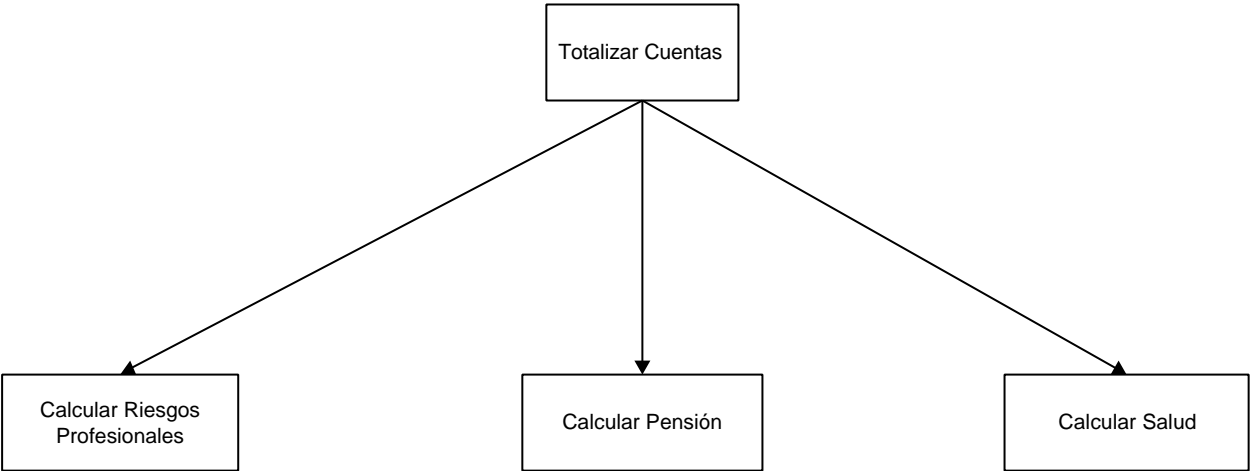 Totalizar Cuentas
Calcular Riesgos
Profesionales
Calcular Pensión
Calcular Salud